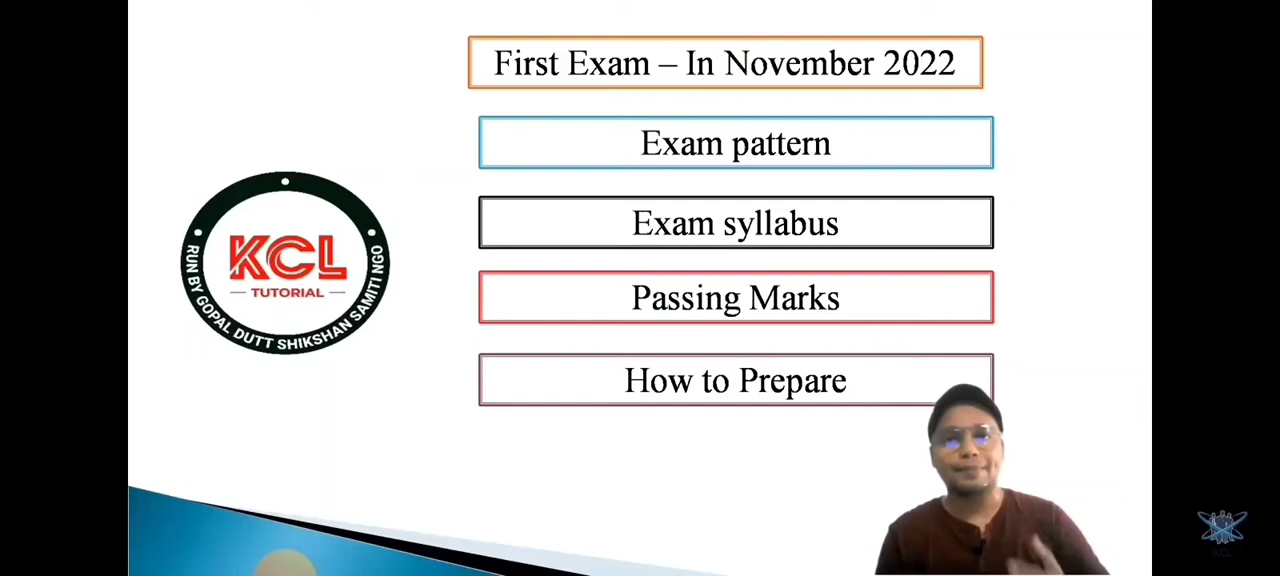 First Exam – In November 2022
Exam pattern
Exam syllabus
Passing Marks
How to Prepare
KCL
TUTORIAL
RUN BY GOPAL DUTT SHIKSHAN SAMITI NGO
KCL